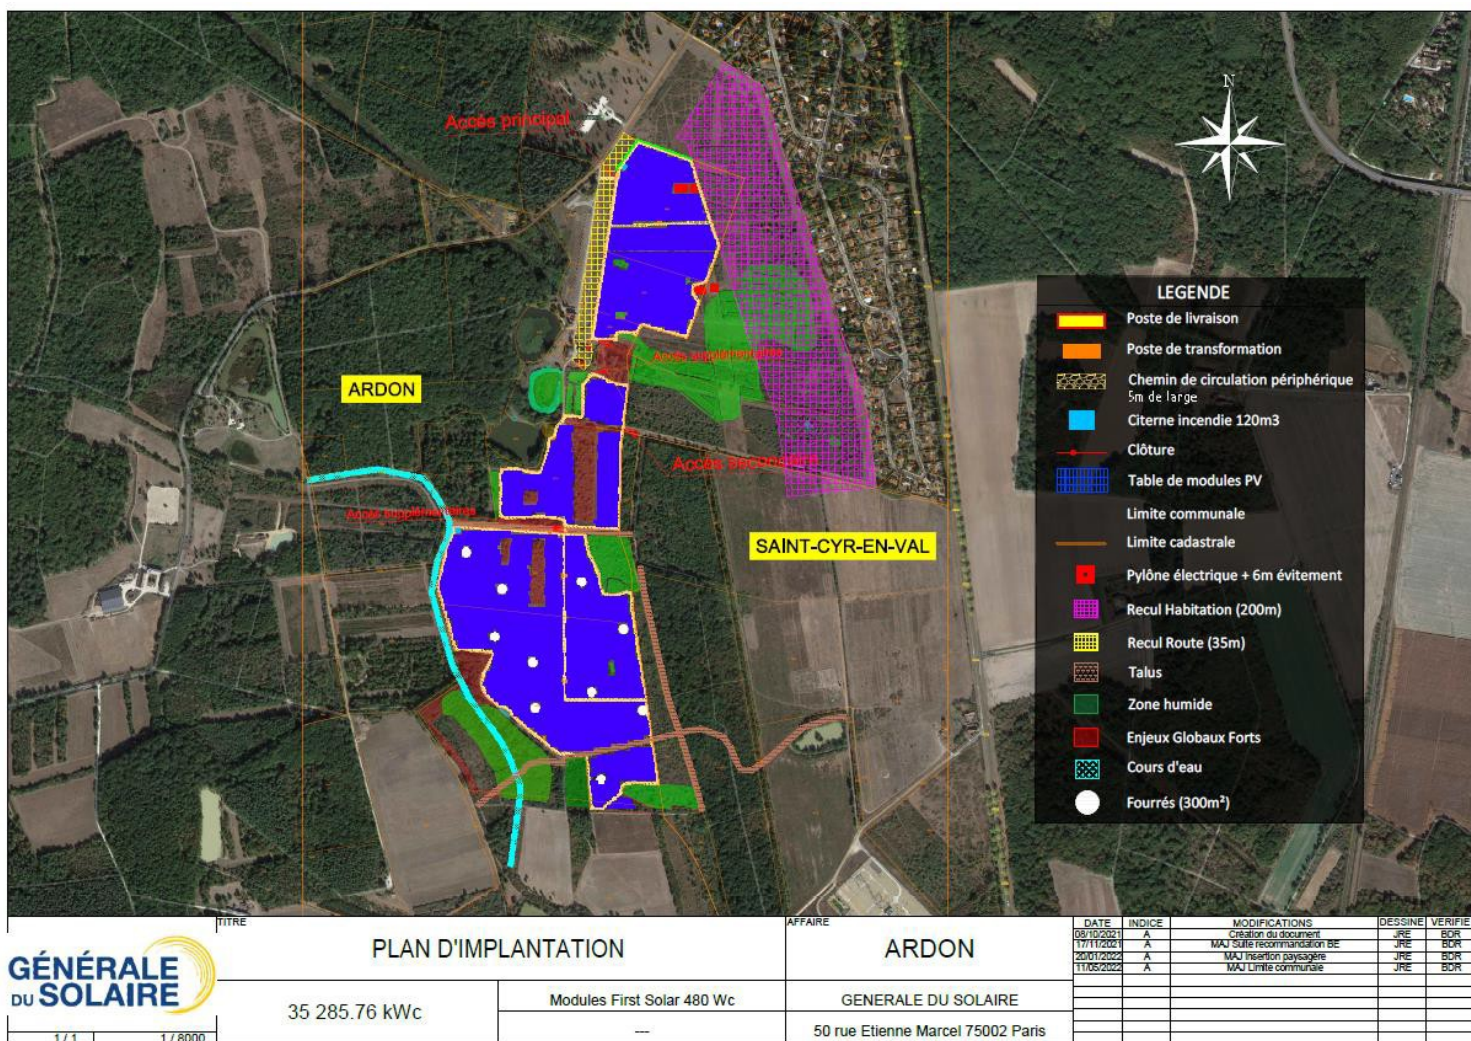 N
Accès principal
ARDON
Accès supplémentaires
Accès secondaire
Accès supplémentaires
SAINT-CYR-EN-VAL
LEGENDE
Poste de livraison
Poste de transformation
Chemin de circulation périphérique
5m de large
Citerne incendie 120m3
Clôture
Table de modules PV
Limite communale
Limite cadastrale
Pylône électrique + 6m évitement
Recul Habitation (200m)
Recul Route (35m)
Talus
Zone humide
Enjeux Globaux Forts
Cours d'eau
Fourrés (300m²)
GÉNÉRALE
DU SOLAIRE
1 / 1
1 / 8000
TITRE
PLAN D'IMPLANTATION
35 285.76 kWc
Modules First Solar 480 Wc
---
AFFAIRE
ARDON
GENERALE DU SOLAIRE
50 rue Etienne Marcel 75002 Paris
DATE INDICE MODIFICATIONS DESSINE VERIFIE
08/10/2021 A Création du document JRE BDR
17/11/2021 A MAJ Suite recommandation BE JRE BDR
20/01/2022 A MAJ Insertion paysagère JRE BDR
11/05/2022 A MAJ Limite communale JRE BDR